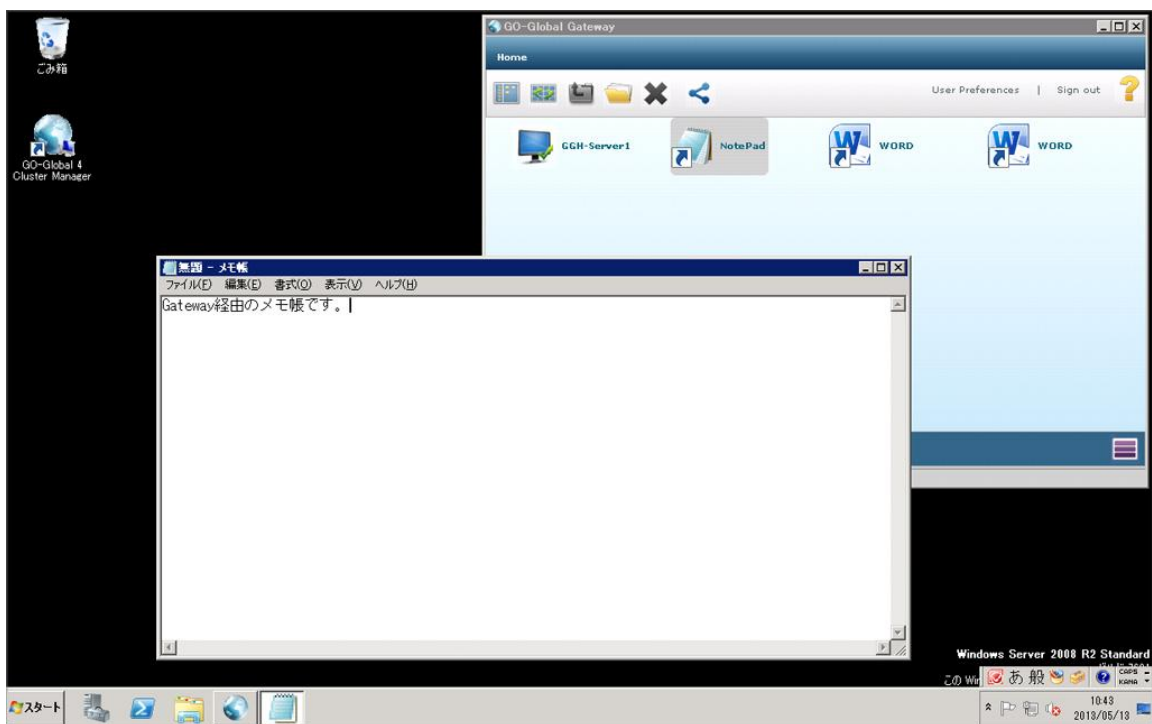 ごみ箱
GO-Global 4
Cluster Manager
GO-Global Gateway
Home
User Preferences | Sign out
GGH-Server1
NotePad
WORD
WORD
無題 - メモ帳
ファイル(F) 編集(E) 書式(O) 表示(V) ヘルプ(H)
Gateway経由のメモ帳です。
Windows Server 2008 R2 Standard
この Wi
あ 般
CAPS
KANA
スタート
10:43
2013/05/13